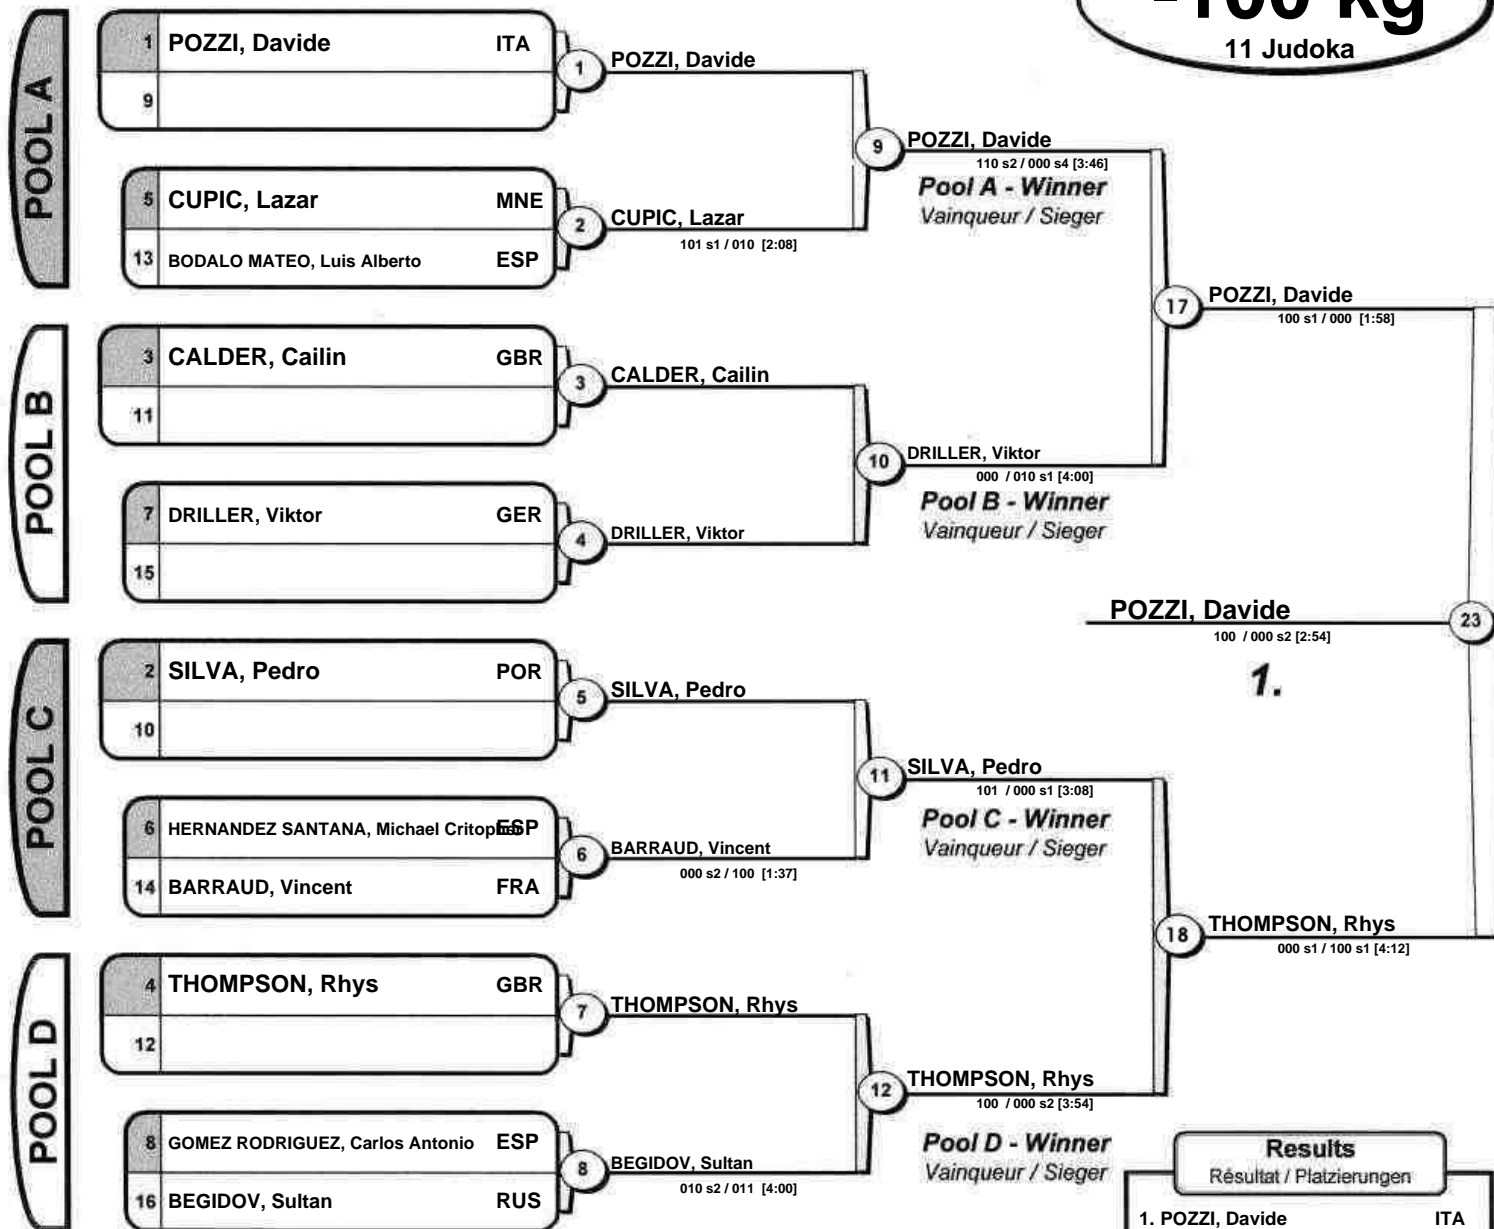 -100 kg
11 Judoka
POOL A
1 POZZI, Davide ITA
9
5 CUPIC, Lazar MNE
13 BODALO MATEO, Luis Alberto ESP
1 POZZI, Davide
2 CUPIC, Lazar
101 s1 / 010 [2:08]
9 POZZI, Davide
110 s2 / 000 s4 [3:46]
Pool A - Winner
Vainqueur / Sieger
POOL B
3 CALDER, Cailin GBR
11
7 DRILLER, Viktor GER
15
3 CALDER, Cailin
4 DRILLER, Viktor
10 DRILLER, Viktor
000 / 010 s1 [4:00]
Pool B - Winner
Vainqueur / Sieger
17 POZZI, Davide
100 s1 / 000 [1:58]
POZZI, Davide 23
100 / 000 s2 [2:54]
1.
POOL C
2 SILVA, Pedro POR
10
6 HERNANDEZ SANTANA, Michael ESP
14 BARRAUD, Vincent FRA
5 SILVA, Pedro
6 BARRAUD, Vincent
000 s2 / 100 [1:37]
11 SILVA, Pedro
101 / 000 s1 [3:08]
Pool C - Winner
Vainqueur / Sieger
POOL D
4 THOMPSON, Rhys GBR
12
8 GOMEZ RODRIGUEZ, Carlos Antonio ESP
16 BEGIDOV, Sultan RUS
7 THOMPSON, Rhys
8 BEGIDOV, Sultan
010 s2 / 011 [4:00]
12 THOMPSON, Rhys
100 / 000 s2 [3:54]
Pool D - Winner
Vainqueur / Sieger
18 THOMPSON, Rhys
000 s1 / 100 s1 [4:12]
Results
Résultat / Platzierungen
1. POZZI, Davide ITA